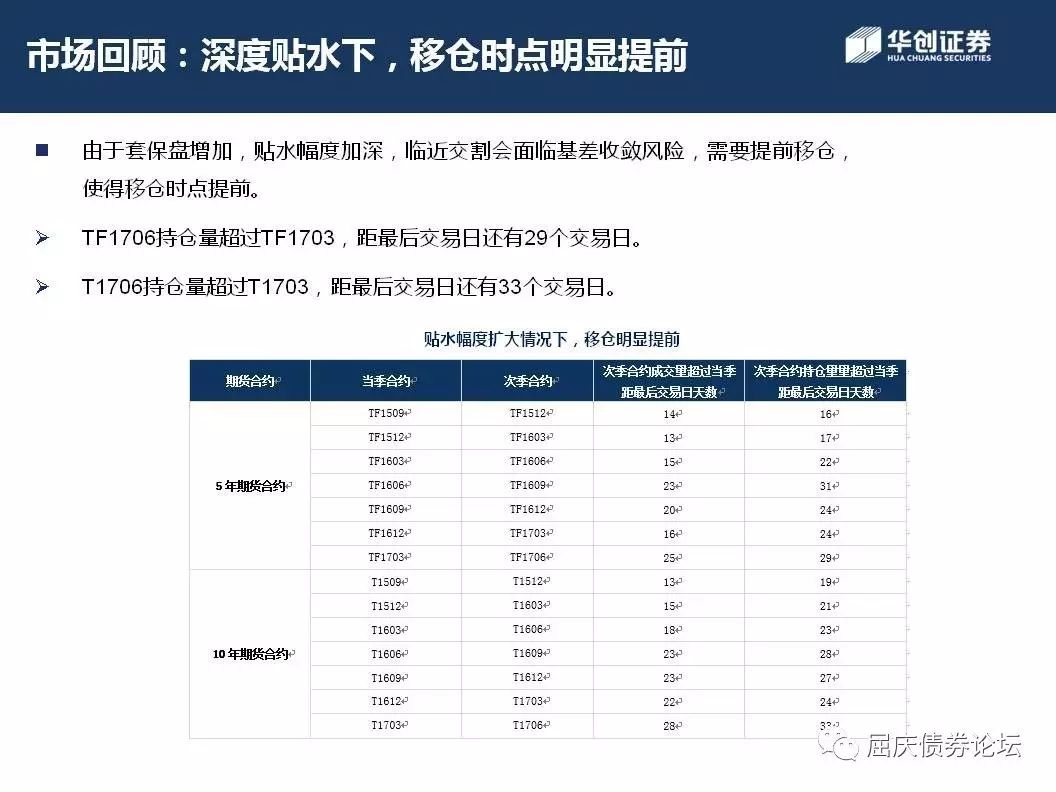 市场回顾：深度贴水下，移仓时点明显提前
华创证券
HUA CHUANG SECURITIES
由于套保盘增加，贴水幅度加深，临近交割会面临基差收敛风险，需要提前移仓，
使得移仓时点提前。
TF1706持仓量超过TF1703，距最后交易日还有29个交易日。
T1706持仓量超过T1703，距最后交易日还有33个交易日。
贴水幅度扩大情况下，移仓明显提前
期货合约 当季合约 次季合约 次季合约成交量超过当季 次季合约持仓量量超过当季
距最后交易日天数 距最后交易日天数
TF1509 TF1512 14 16
TF1512 TF1603 13 17
TF1603 TF1606 15 22
5 年期货合约 TF1606 TF1609 23 31
TF1609 TF1612 20 24
TF1612 TF1703 16 24
TF1703 TF1706 25 29
T1509 T1512 13 19
T1512 T1603 15 21
T1603 T1606 18 23
10 年期货合约 T1606 T1609 23 28
T1609 T1612 23 27
T1612 T1703 22 24
T1703 T1706 28 33
屈庆债券论坛